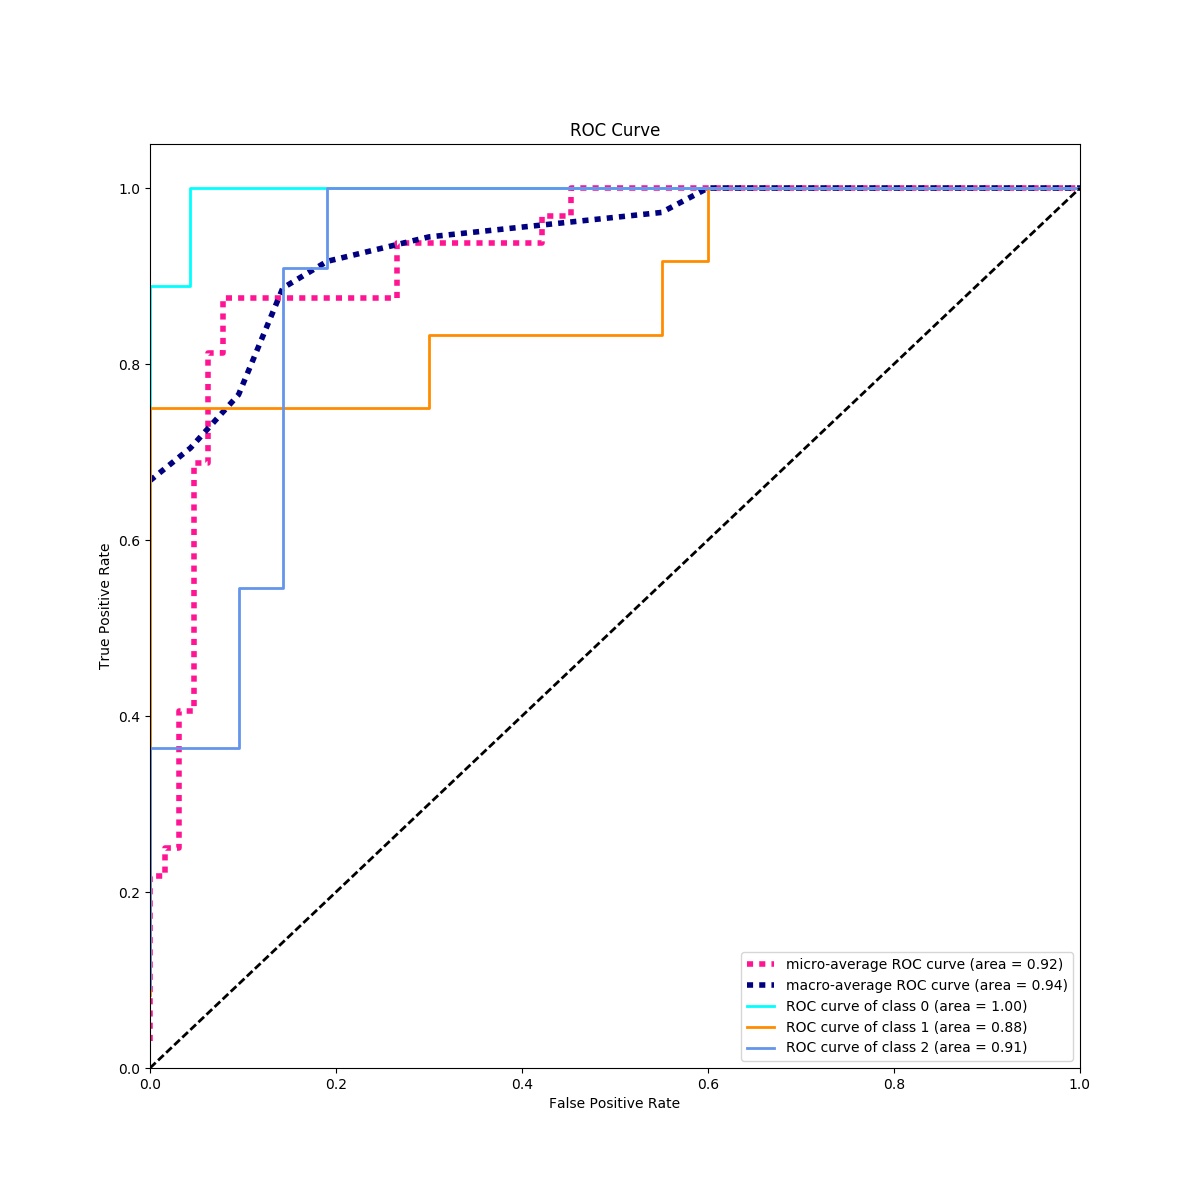 ROC Curve
1.0
0.8
0.6
0.4
0.2
0.0
True Positive Rate
0.0 0.2 0.4 0.6 0.8 1.0
False Positive Rate
micro-average ROC curve (area = 0.92)
macro-average ROC curve (area = 0.94)
ROC curve of class 0 (area = 1.00)
ROC curve of class 1 (area = 0.88)
ROC curve of class 2 (area = 0.91)